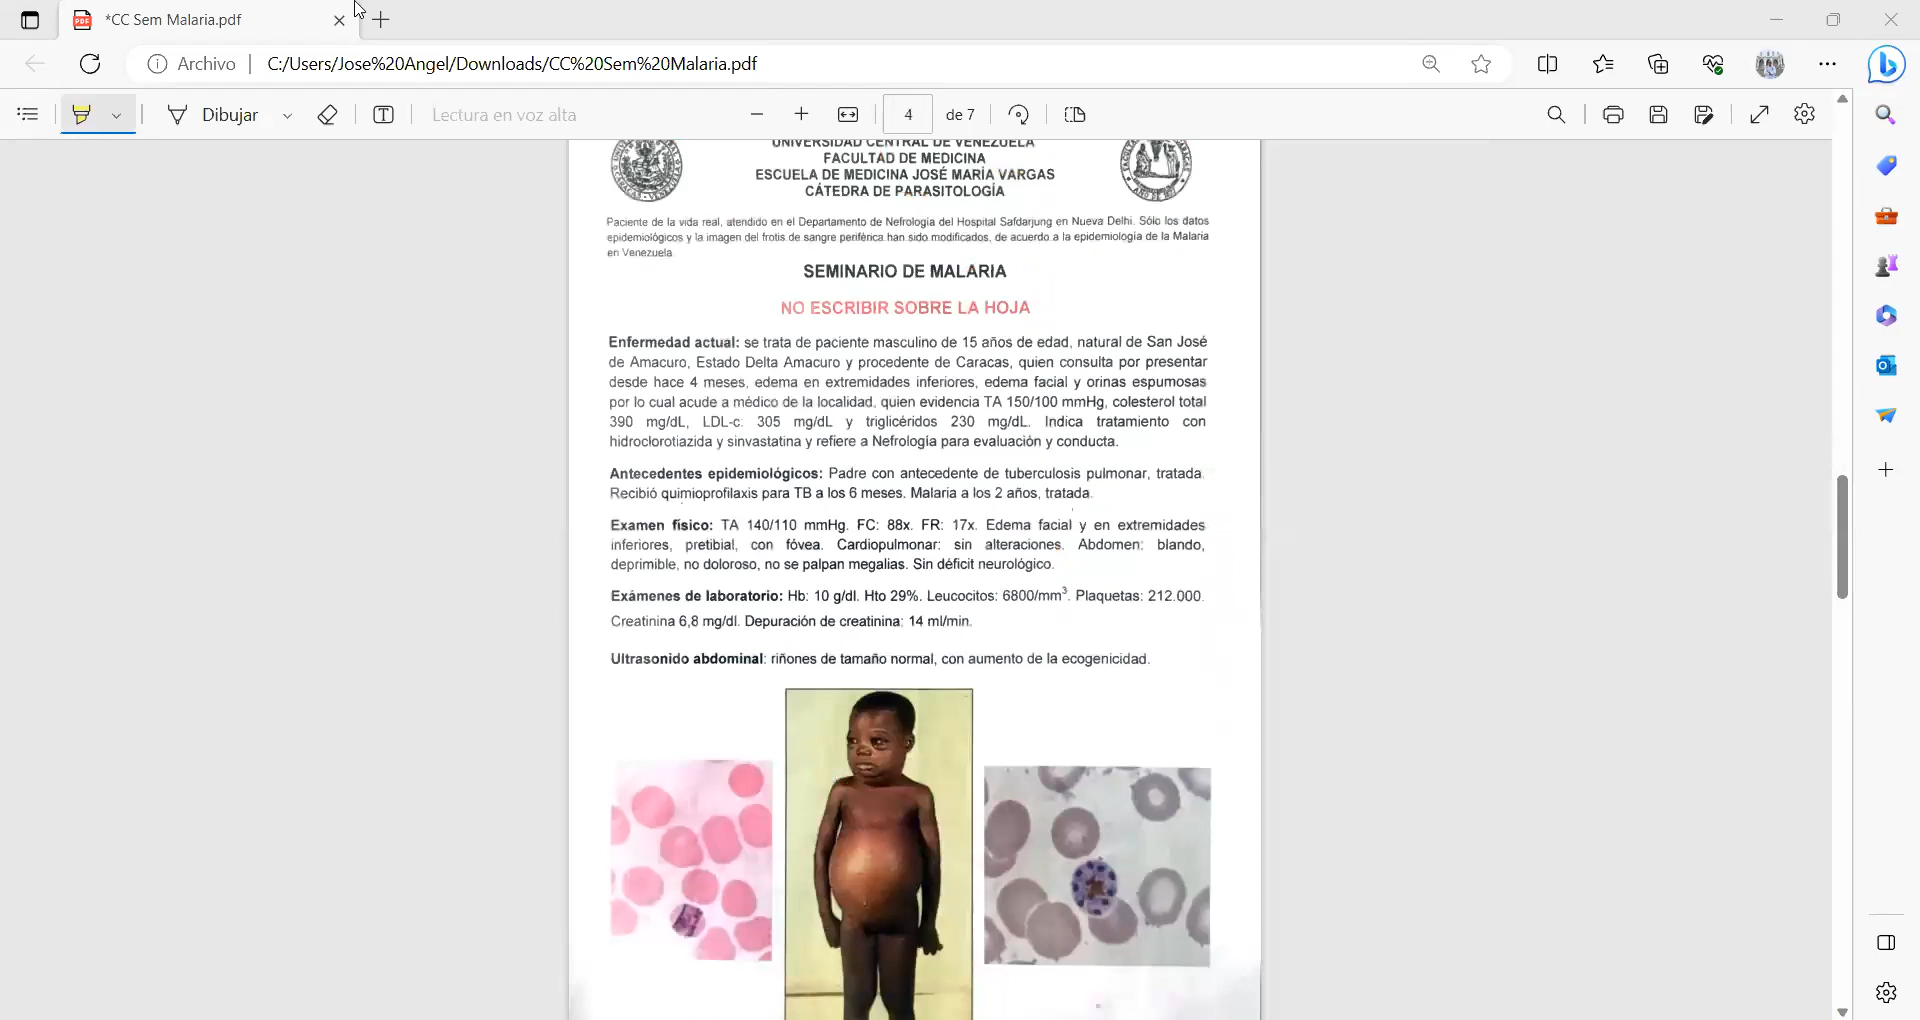 *CC Sem Malaria.pdf
Archivo C:/Users/Jose%20Angel/Downloads/CC%20Sem%20Malaria.pdf
Dibujar Lectura en voz alta 4 de 7
UNIVERSIDAD CENTRAL DE VENEZUELA
FACULTAD DE MEDICINA
ESCUELA DE MEDICINA JOSÉ MARÍA VARGAS
CÁTEDRA DE PARASITOLOGÍA
Paciente de la vida real, atendido en el Departamento de Nefrología del Hospital Safdarjung en Nueva Delhi. Sólo los datos
epidemiológicos y la imagen del frotis de sangre periférica han sido modificados, de acuerdo a la epidemiología de la Malaria
en Venezuela
SEMINARIO DE MALARIA
NO ESCRIBIR SOBRE LA HOJA
Enfermedad actual: se trata de paciente masculino de 15 años de edad, natural de San José
de Amacuro, Estado Delta Amacuro y procedente de Caracas, quien consulta por presentar
desde hace 4 meses, edema en extremidades inferiores, edema facial y orinas espumosas
por lo cual acude a médico de la localidad, quien evidencia TA 150/100 mmHg, colesterol total
390 mg/dL, LDL-c: 305 mg/dL y triglicéridos 230 mg/dL. Indica tratamiento con
hidroclorotiazida y sinvastatina y refiere a Nefrología para evaluación y conducta.
Antecedentes epidemiológicos: Padre con antecedente de tuberculosis pulmonar, tratada
Recibió quimioprofilaxis para TB a los 6 meses. Malaria a los 2 años, tratada.
Examen físico: TA 140/110 mmHg. FC: 88x. FR: 17x. Edema facial y en extremidades
inferiores, pretibial, con fóvea. Cardiopulmonar: sin alteraciones. Abdomen: blando,
deprimible, no doloroso, no se palpan megalias. Sin déficit neurológico.
Exámenes de laboratorio: Hb: 10 g/dl. Hto 29%. Leucocitos: 6800/mm³. Plaquetas: 212.000.
Creatinina 6,8 mg/dl. Depuración de creatinina: 14 ml/min.
Ultrasonido abdominal: riñones de tamaño normal, con aumento de la ecogenicidad.